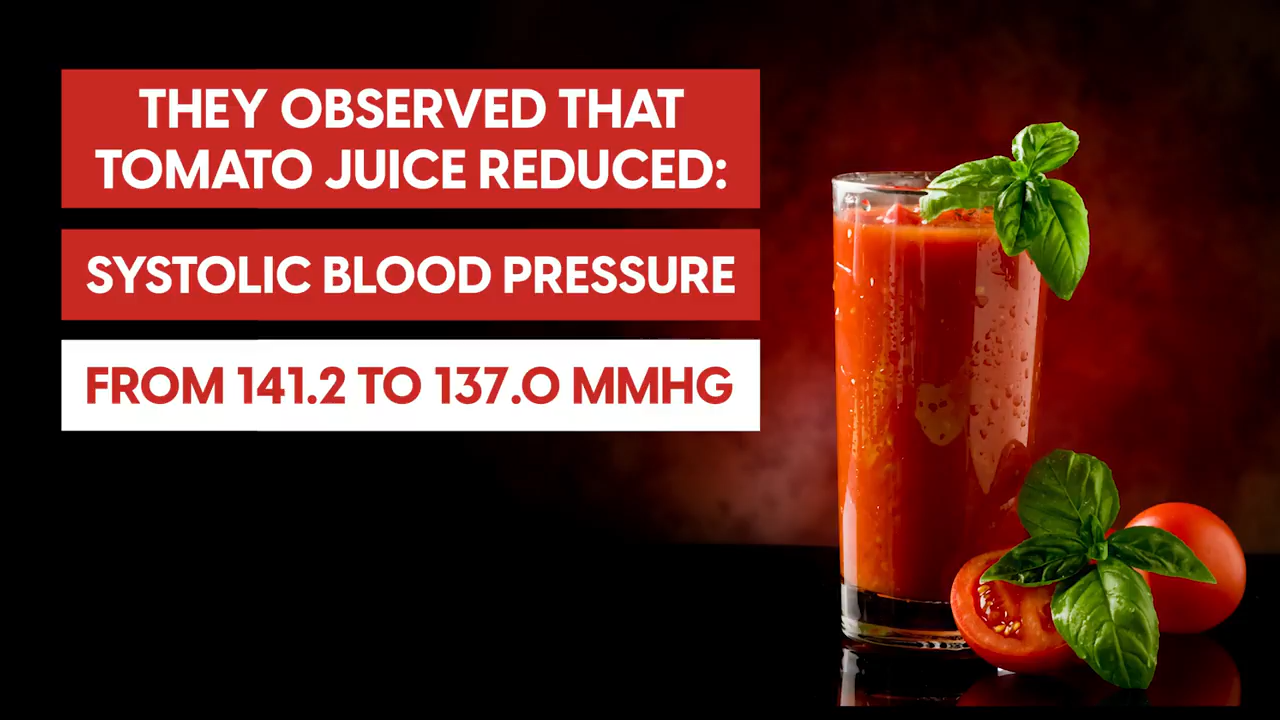 THEY OBSERVED THAT
TOMATO JUICE REDUCED:
SYSTOLIC BLOOD PRESSURE
FROM 141.2 TO 137.0 MMHG